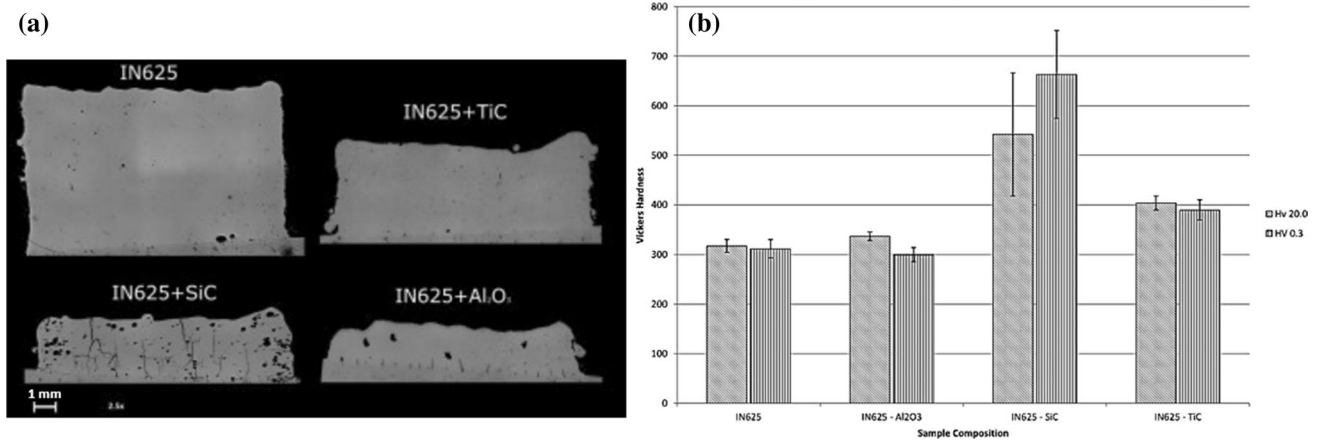 (a)
IN625
IN625+TiC
IN625+SiC
IN625+Al₂O₃
1 mm
2.5x
(b)
Vickers Hardness
800
700
600
500
400
300
200
100
0
IN625
IN625 - Al2O3
IN625 - SiC
IN625 - TiC
Sample Composition
Hv 20.0
HV 0.3